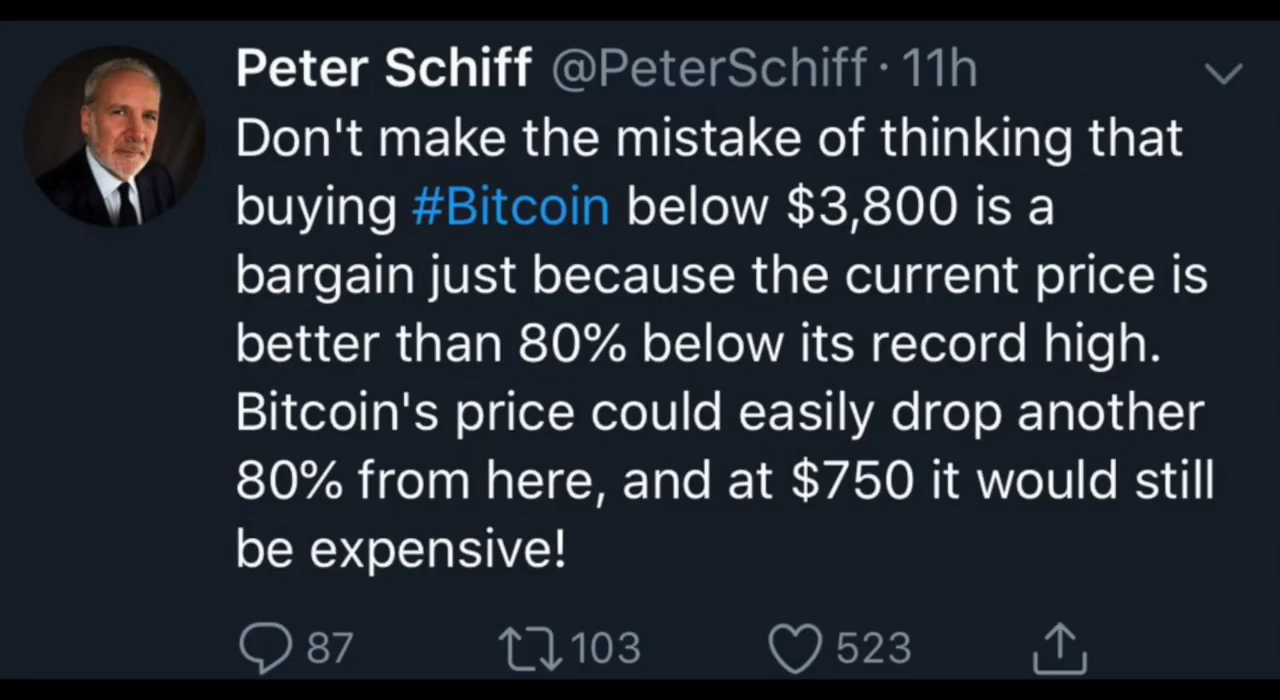 Peter Schiff @PeterSchiff · 11h
Don't make the mistake of thinking that
buying #Bitcoin below $3,800 is a
bargain just because the current price is
better than 80% below its record high.
Bitcoin's price could easily drop another
80% from here, and at $750 it would still
be expensive!
87 103 523